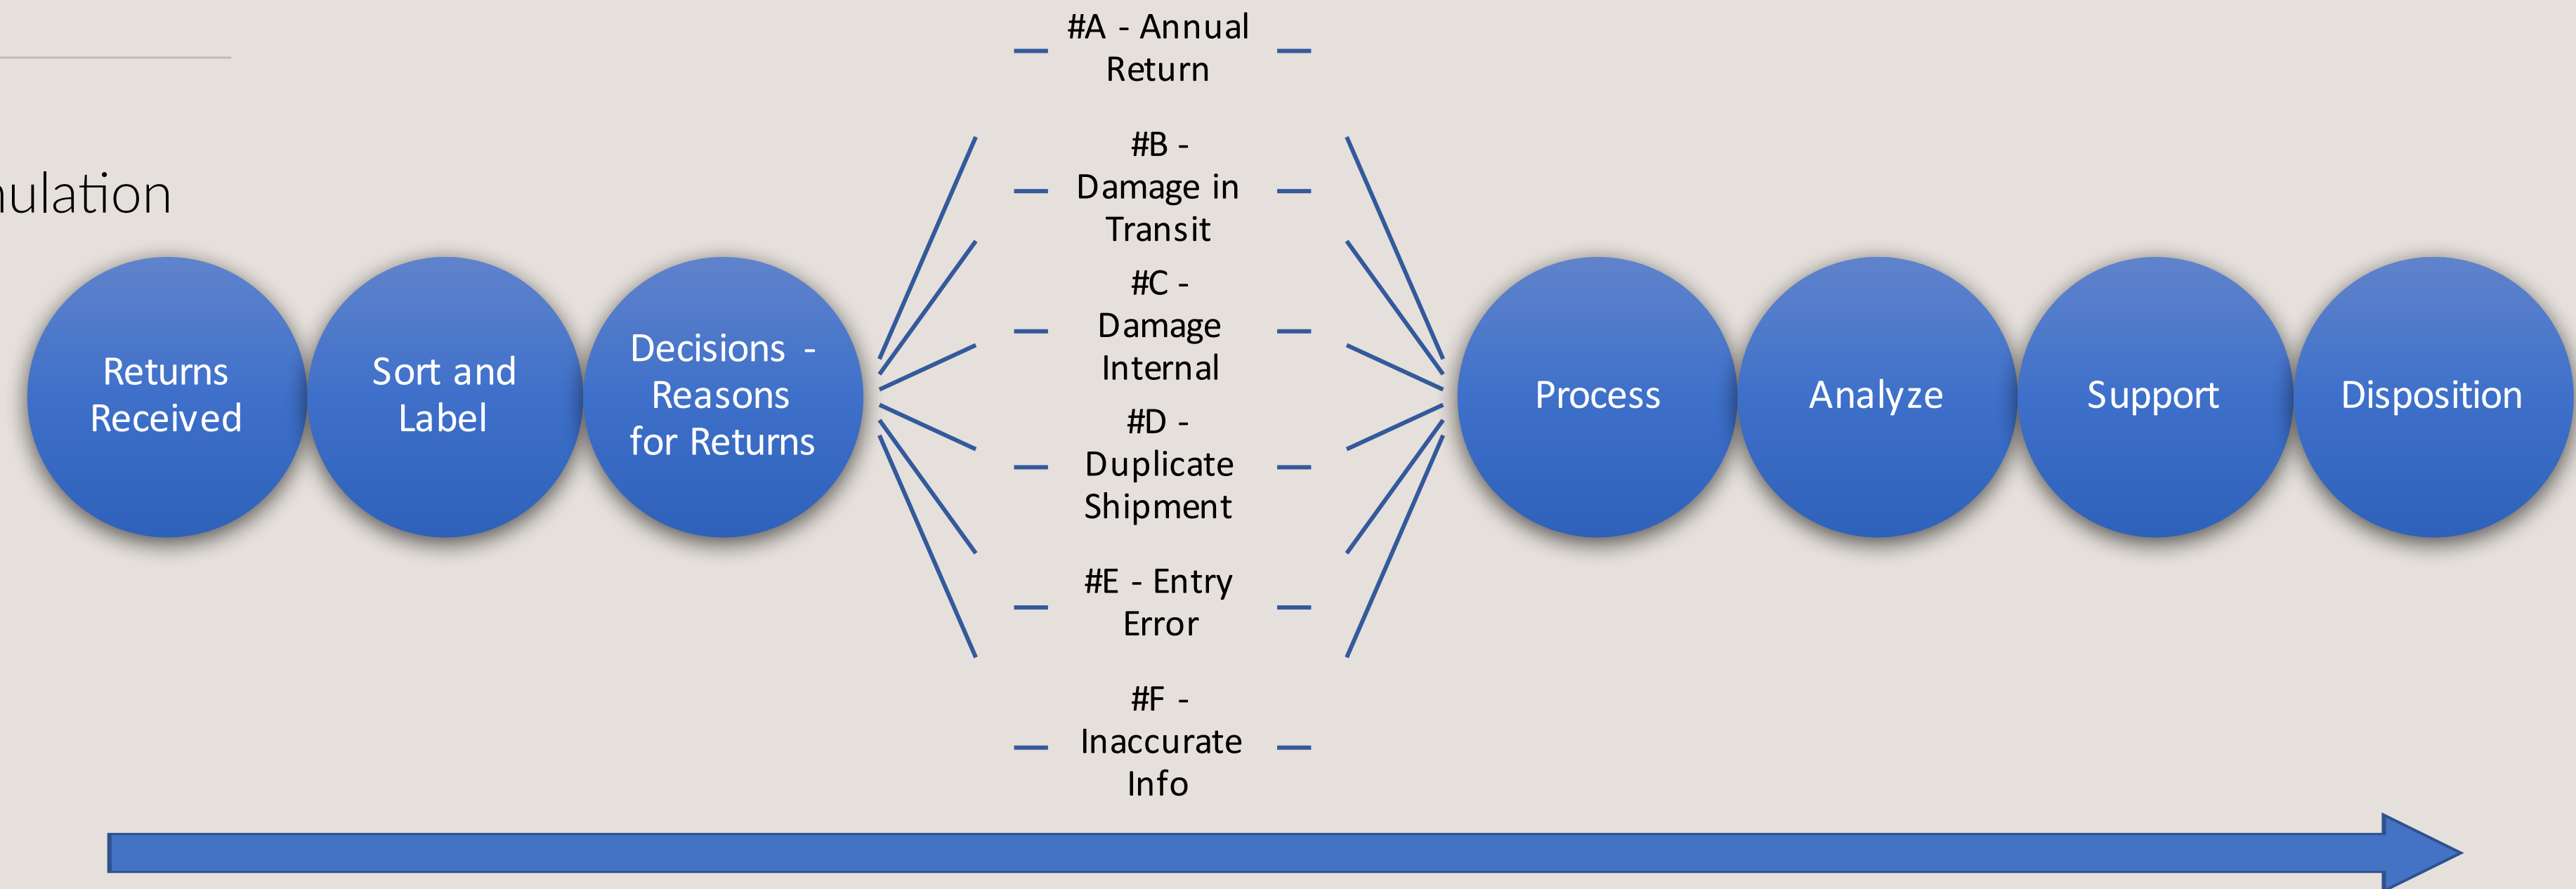 nulation
Returns
Received
Sort and
Label
Decisions -
Reasons
for Returns
#A - Annual
Return
#B -
Damage in
Transit
#C -
Damage
Internal
#D -
Duplicate
Shipment
#E - Entry
Error
#F -
Inaccurate
Info
Process
Analyze
Support
Disposition